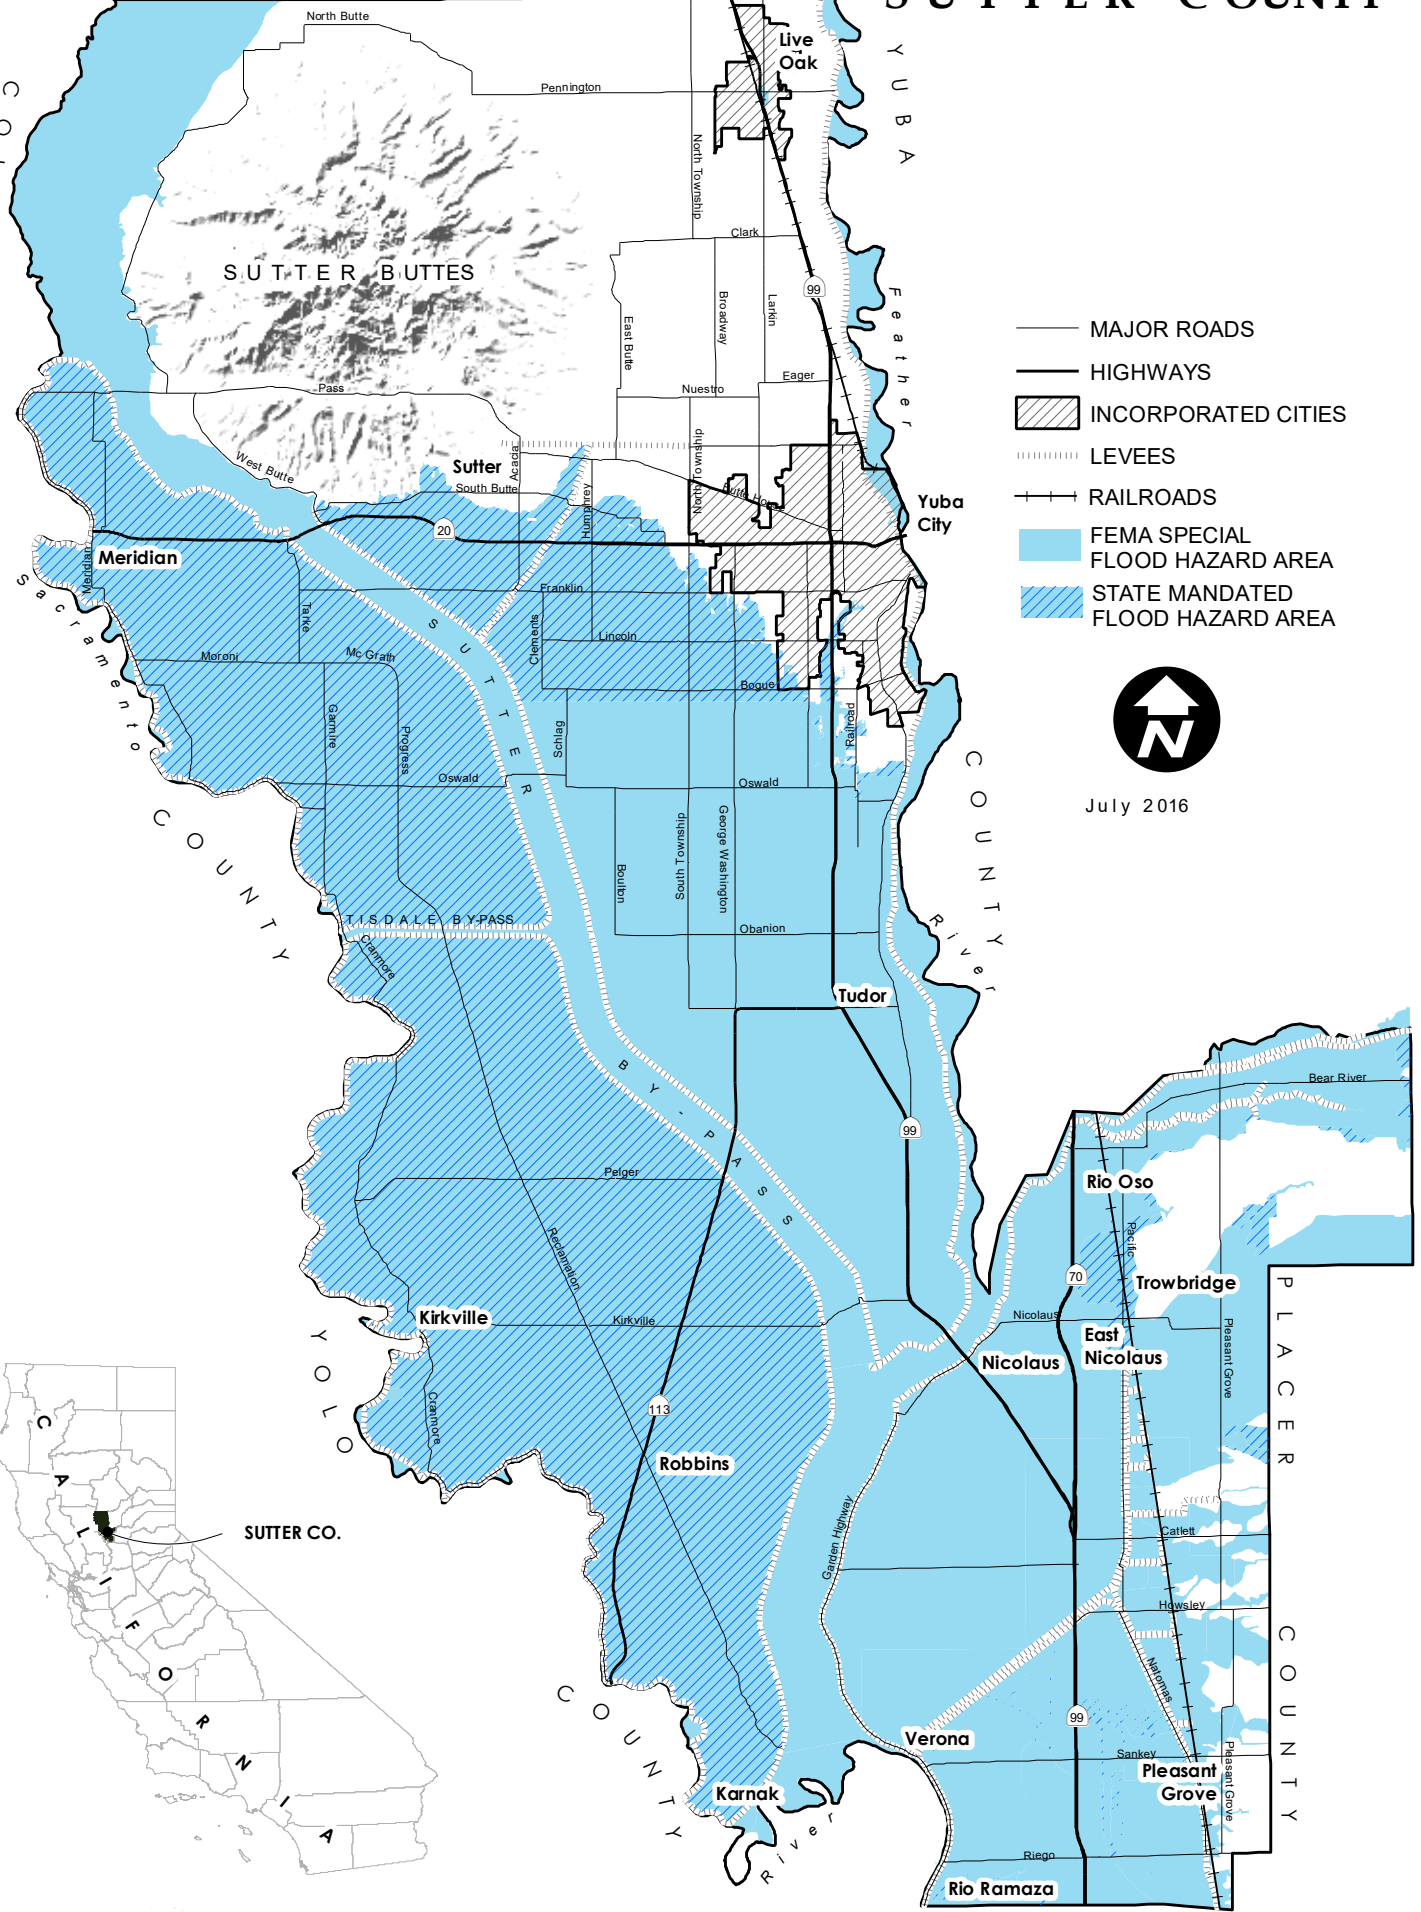 SUTTER COUNTY
North Butte
Live
Oak
YUBA
Pennington
North Township
Clark
SUTTER BUTTES
99
Broadway
Larkin
East Butte
Feather
Pass
Nuestro
Eager
MAJOR ROADS
HIGHWAYS
INCORPORATED CITIES
LEVEES
RAILROADS
FEMA SPECIAL
FLOOD HAZARD AREA
STATE MANDATED
FLOOD HAZARD AREA
N
July 2016
West Butte
Sutter
South Butte
Acacia
Humphrey
North Township
Yuba
City
20
Meridian
Meridian
Sacramento
Franklin
Tarke
Clements
Lincoln
Moroni
Mc Grath
Bogue
SUTTER
Garmire
Progress
Schlag
Railroad
Oswald
Oswald
COUNTY
COUNTY
Boulton
South Township
George Washington
TISDALE BY-PASS
Cranmore
Obanion
River
Tudor
BY-PASS
99
Bear River
Pelger
Rio Oso
Reclamation
Pacific
70
Trowbridge
PLACER
Kirkville
Kirkville
Nicolaus
East
Nicolaus
Nicolaus
Pleasant Grove
YOLO
Cranmore
113
Robbins
CALIFORNIA
SUTTER CO.
Garden Highway
Catlett
Howsley
COUNTY
Natomas
COUNTY
99
Verona
Sankey
Pleasant
Grove
Pleasant Grove
Karnak
River
Riego
Rio Ramaza